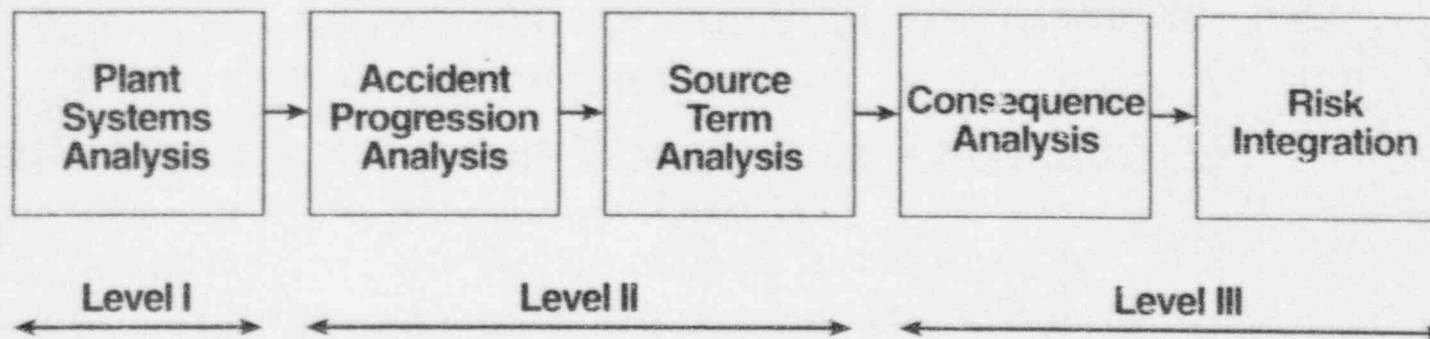 Plant
Systems
Analysis
Accident
Progression
Analysis
Source
Term
Analysis
Consequence
Analysis
Risk
Integration
Level I
Level II
Level III